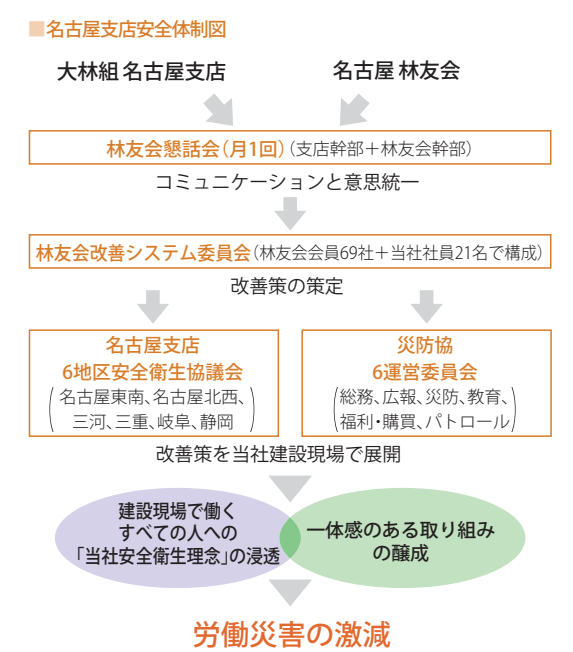 ■名古屋支店安全体制図
大林組 名古屋支店
名古屋 林友会
林友会懇話会(月1回)(支店幹部+林友会幹部)
コミュニケーションと意思統一
林友会改善システム委員会(林友会会員69社+当社社員21名で構成)
改善策の策定
名古屋支店
6地区安全衛生協議会
(名古屋東南、名古屋北西、
三河、三重、岐阜、静岡)
災防協
6運営委員会
(総務、広報、災防、教育、
福利・購買、パトロール)
改善策を当社建設現場で展開
建設現場で働く
すべての人への
「当社安全衛生理念」の浸透
一体感のある取り組み
の醸成
労働災害の激減